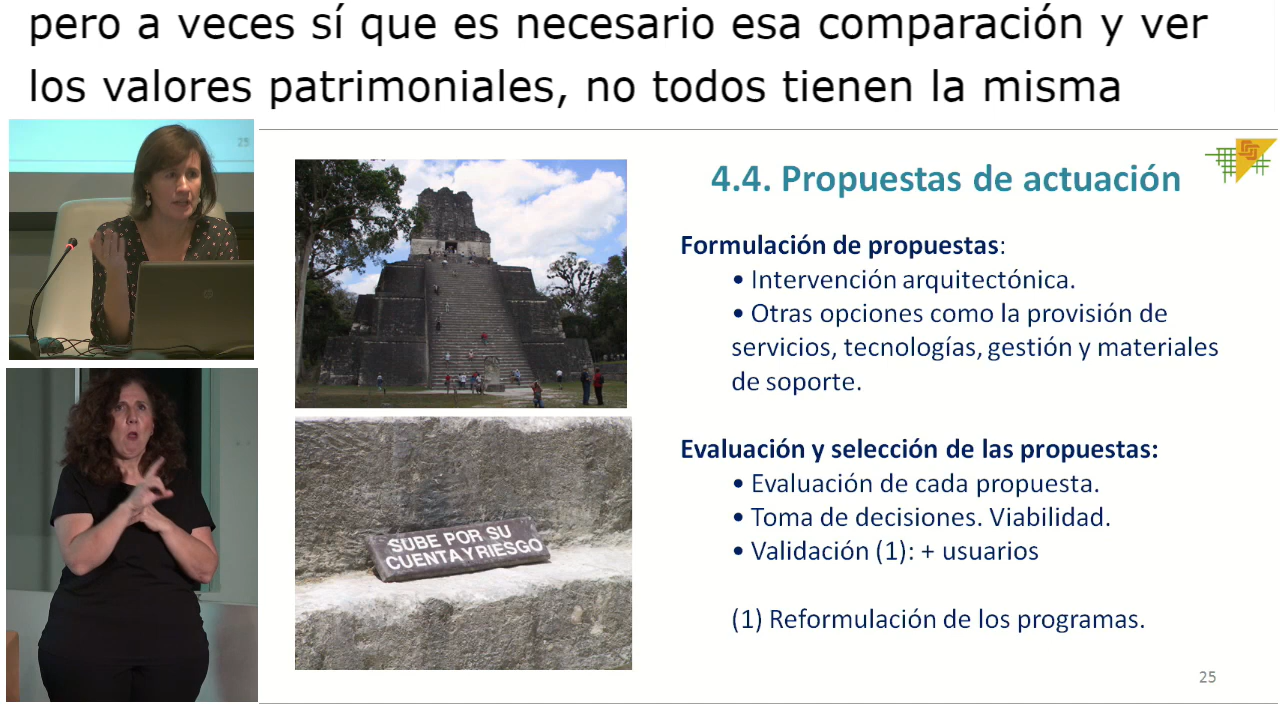 pero a veces sí que es necesario esa comparación y ver
los valores patrimoniales, no todos tienen la misma
25
4.4. Propuestas de actuación
Formulación de propuestas:
• Intervención arquitectónica.
• Otras opciones como la provisión de
servicios, tecnologías, gestión y materiales
de soporte.
Evaluación y selección de las propuestas:
• Evaluación de cada propuesta.
• Toma de decisiones. Viabilidad.
• Validación (1): + usuarios
(1) Reformulación de los programas.
SUBE POR SU
CUENTA Y RIESGO
25